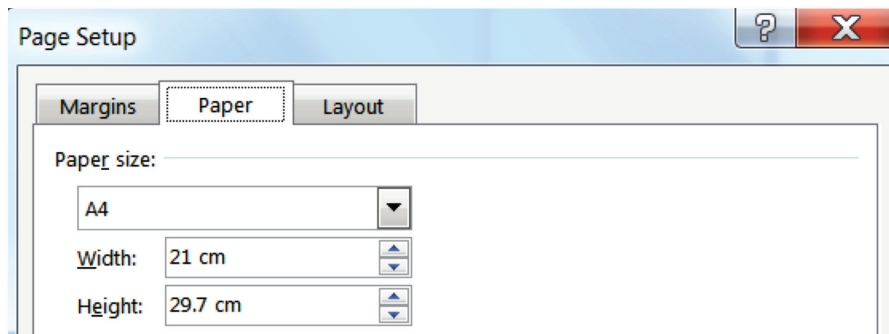 Page Setup
Margins Paper Layout
Paper size:
A4
Width: 21 cm
Height: 29.7 cm